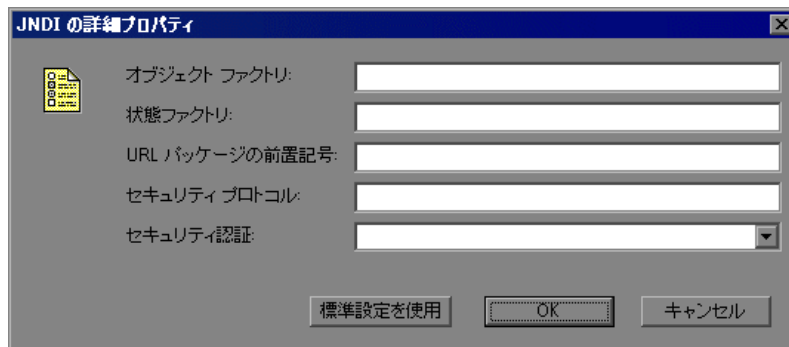 JNDI の詳細プロパティ
オブジェクト ファクトリ:
状態ファクトリ:
URL パッケージの前置記号:
セキュリティ プロトコル:
セキュリティ認証:
標準設定を使用 OK キャンセル